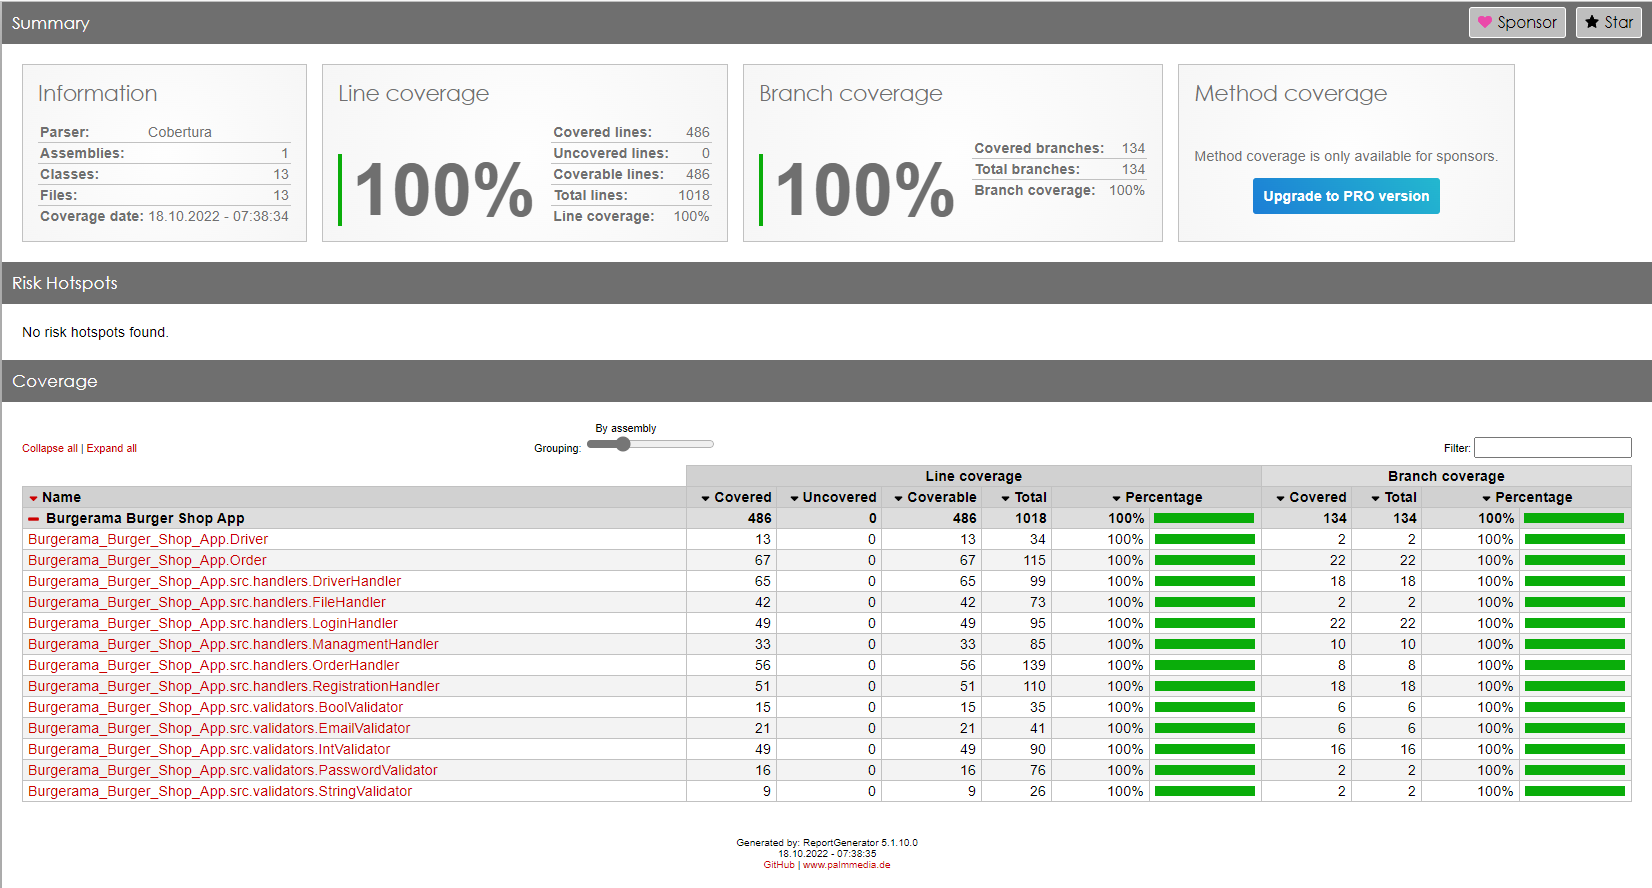 Summary
Sponsor Star
Information
Parser: Cobertura
Assemblies: 1
Classes: 13
Files: 13
Coverage date: 18.10.2022 - 07:38:34
Line coverage
100%
Covered lines: 486
Uncovered lines: 0
Coverable lines: 486
Total lines: 1018
Line coverage: 100%
Branch coverage
100%
Covered branches: 134
Total branches: 134
Branch coverage: 100%
Method coverage
Method coverage is only available for sponsors.
Upgrade to PRO version
Risk Hotspots
No risk hotspots found.
Coverage
Collapse all | Expand all
By assembly
Grouping:
Filter:
Line coverage Branch coverage
Name Covered Uncovered Coverable Total Percentage Covered Total Percentage
Burgerama Burger Shop App 486 0 486 1018 100% 134 134 100%
Burgerama_Burger_Shop_App.Driver 13 0 13 34 100% 2 2 100%
Burgerama_Burger_Shop_App.Order 67 0 67 115 100% 22 22 100%
Burgerama_Burger_Shop_App.src.handlers.DriverHandler 65 0 65 99 100% 18 18 100%
Burgerama_Burger_Shop_App.src.handlers.FileHandler 42 0 42 73 100% 2 2 100%
Burgerama_Burger_Shop_App.src.handlers.LoginHandler 49 0 49 95 100% 22 22 100%
Burgerama_Burger_Shop_App.src.handlers.ManagmentHandler 33 0 33 85 100% 10 10 100%
Burgerama_Burger_Shop_App.src.handlers.OrderHandler 56 0 56 139 100% 8 8 100%
Burgerama_Burger_Shop_App.src.handlers.RegistrationHandler 51 0 51 110 100% 18 18 100%
Burgerama_Burger_Shop_App.src.validators.BoolValidator 15 0 15 35 100% 6 6 100%
Burgerama_Burger_Shop_App.src.validators.EmailValidator 21 0 21 41 100% 6 6 100%
Burgerama_Burger_Shop_App.src.validators.IntValidator 49 0 49 90 100% 16 16 100%
Burgerama_Burger_Shop_App.src.validators.PasswordValidator 16 0 16 76 100% 2 2 100%
Burgerama_Burger_Shop_App.src.validators.StringValidator 9 0 9 26 100% 2 2 100%
Generated by: ReportGenerator 5.1.10.0
18.10.2022 - 07:38:35
GitHub | www.palmmedia.de